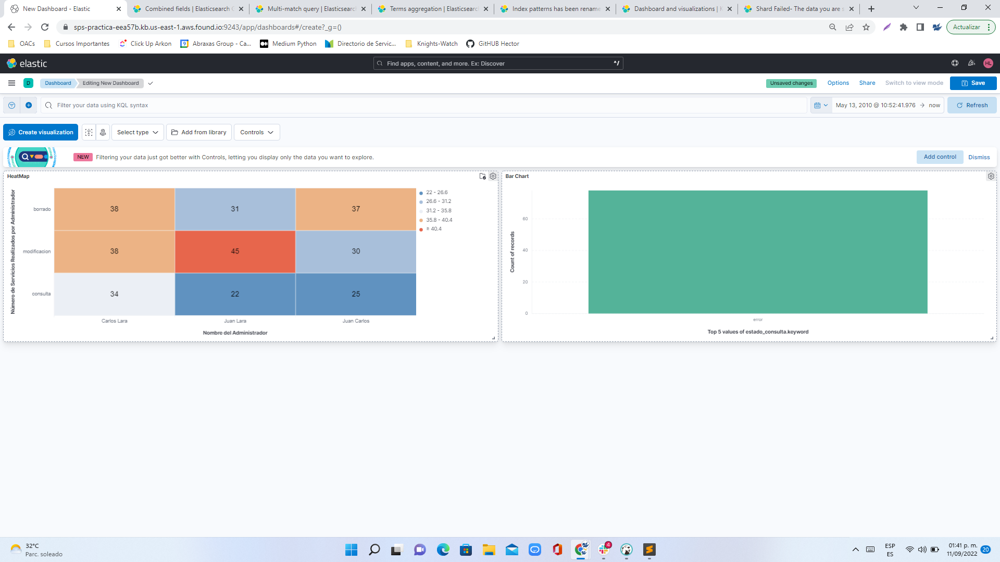 New Dashboard - Elastic
Combined fields | Elasticsearch
Multi-match query | Elasticsearc
Terms aggregation | Elasticsearc
Index patterns has been rename
Dashboard and visualizations |
Shard Failed- The data you are s
sps-practica-eea57b.kb.us-east-1.aws.found.io:9243/app/dashboards#/create?_g=()
Actualizar
OACs
Cursos Importantes
Click Up Arkon
Abraxas Group - Ca...
Medium Python
Directorio de Servic...
Knights-Watch
GitHUB Hector
elastic
Find apps, content, and more. Ex: Discover
^/
HL
D
Dashboard
Editing New Dashboard
Unsaved changes
Options
Share
Switch to view mode
Save
Filter your data using KQL syntax
May 13, 2010 @ 10:52:41.976 → now
Refresh
Create visualization
Select type
Add from library
Controls
NEW
Filtering your data just got better with Controls, letting you display only the data you want to explore.
Add control
Dismiss
HeatMap
Número de Servicios Realizados por Administrador
borrado
38
31
37
modificacion
38
45
30
consulta
34
22
25
Carlos Lara
Juan Lara
Juan Carlos
Nombre del Administrador
22 - 26.6
26.6 - 31.2
31.2 - 35.8
35.8 - 40.4
≥ 40.4
Bar Chart
Count of records
60
40
20
0
error
Top 5 values of estado_consulta.keyword
32°C
Parc. soleado
9
4
ESP
ES
01:41 p. m.
11/09/2022
20